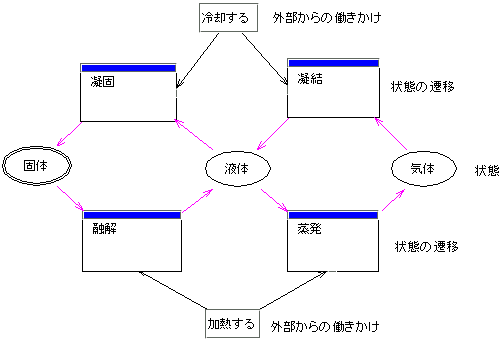 冷却する 外部からの働きかけ
凝固
凝結
状態の遷移
固体
液体
気体
状態
融解
蒸発
状態の遷移
加熱する 外部からの働きかけ